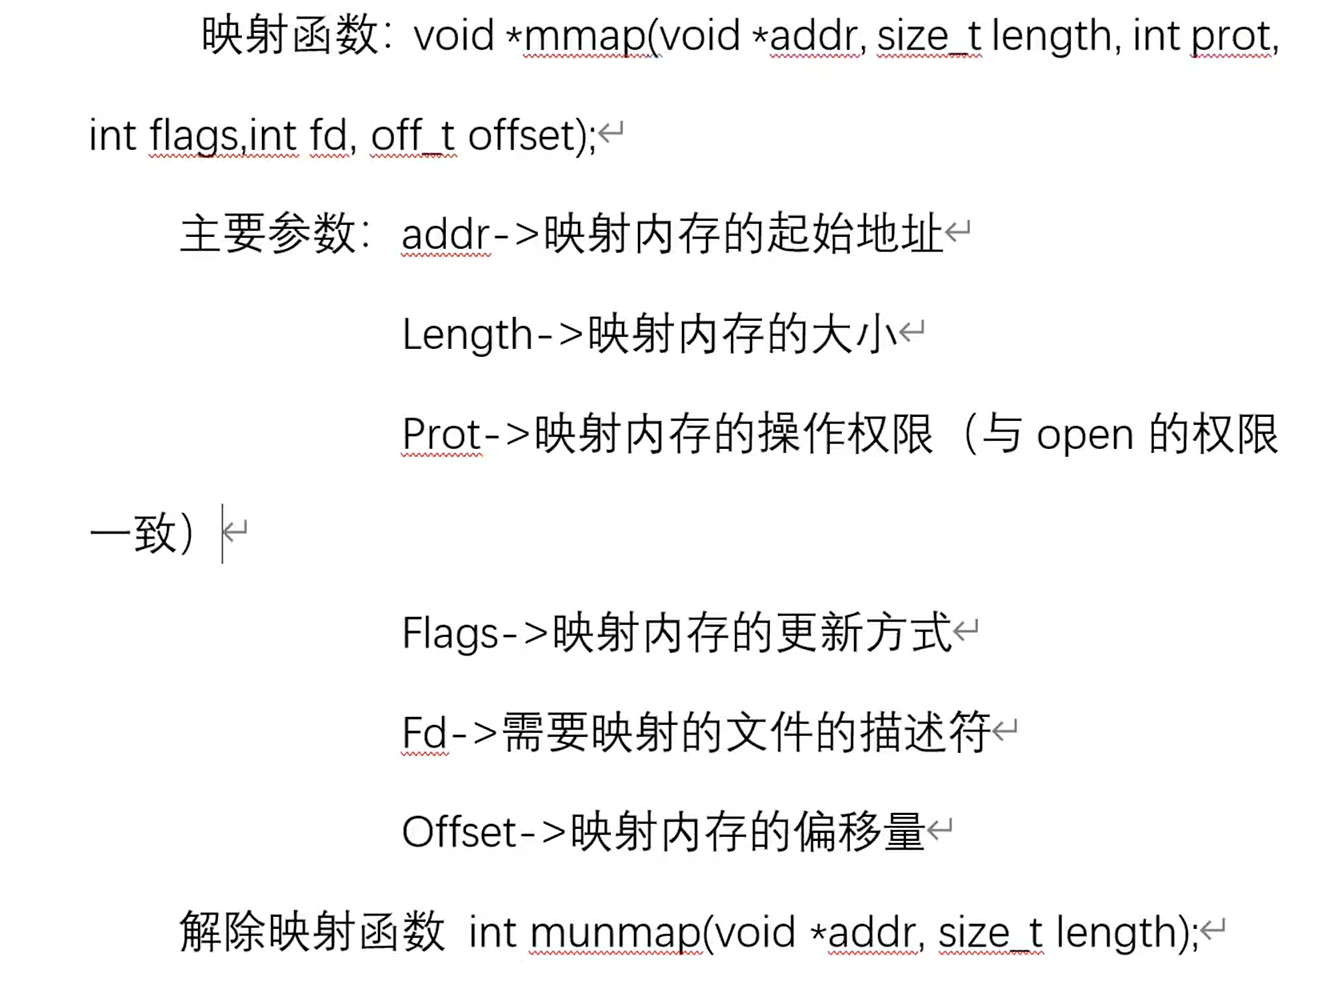 映射函数：void *mmap(void *addr, size_t length, int prot,
int flags,int fd, off_t offset);↵
主要参数：addr->映射内存的起始地址↵
Length->映射内存的大小↵
Prot->映射内存的操作权限（与 open 的权限
一致）↵
Flags->映射内存的更新方式↵
Fd->需要映射的文件的描述符↵
Offset->映射内存的偏移量↵
解除映射函数 int munmap(void *addr, size_t length);↵